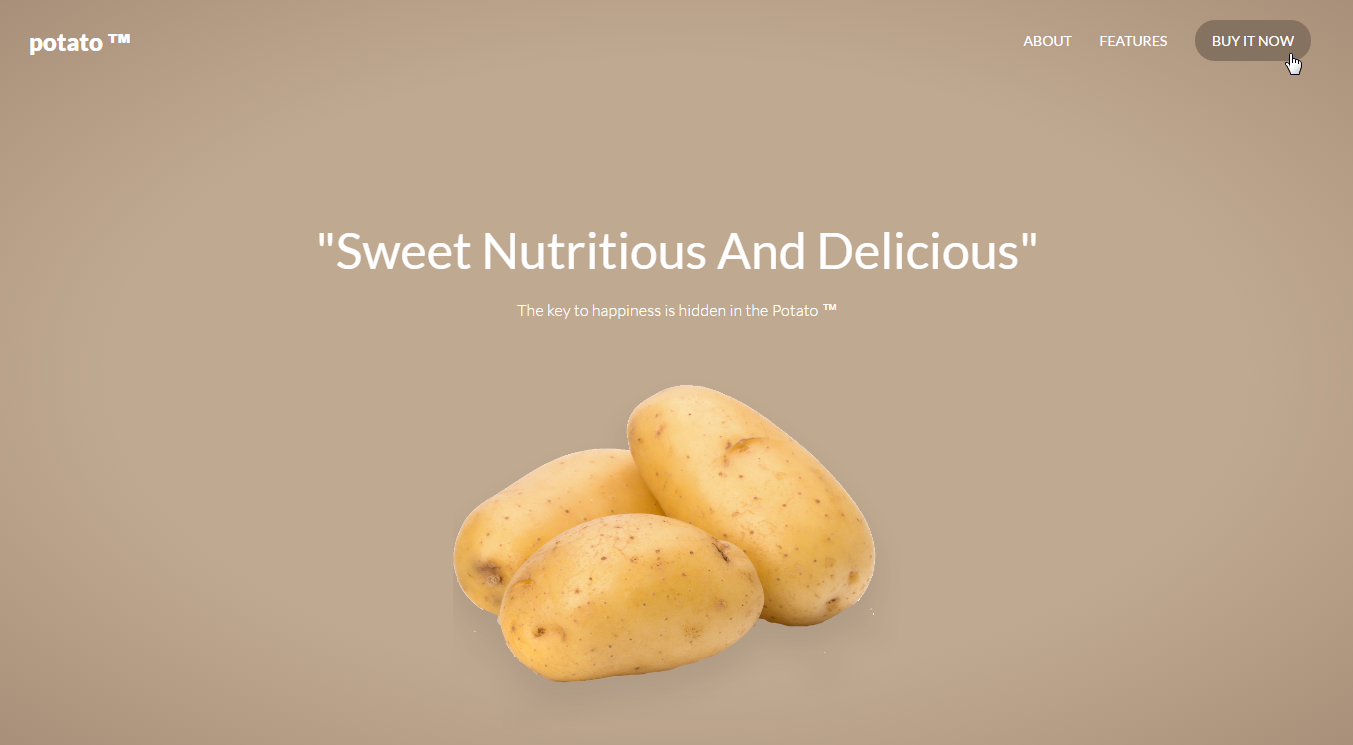 potato ™
ABOUT
FEATURES
BUY IT NOW
"Sweet Nutritious And Delicious"
The key to happiness is hidden in the Potato ™